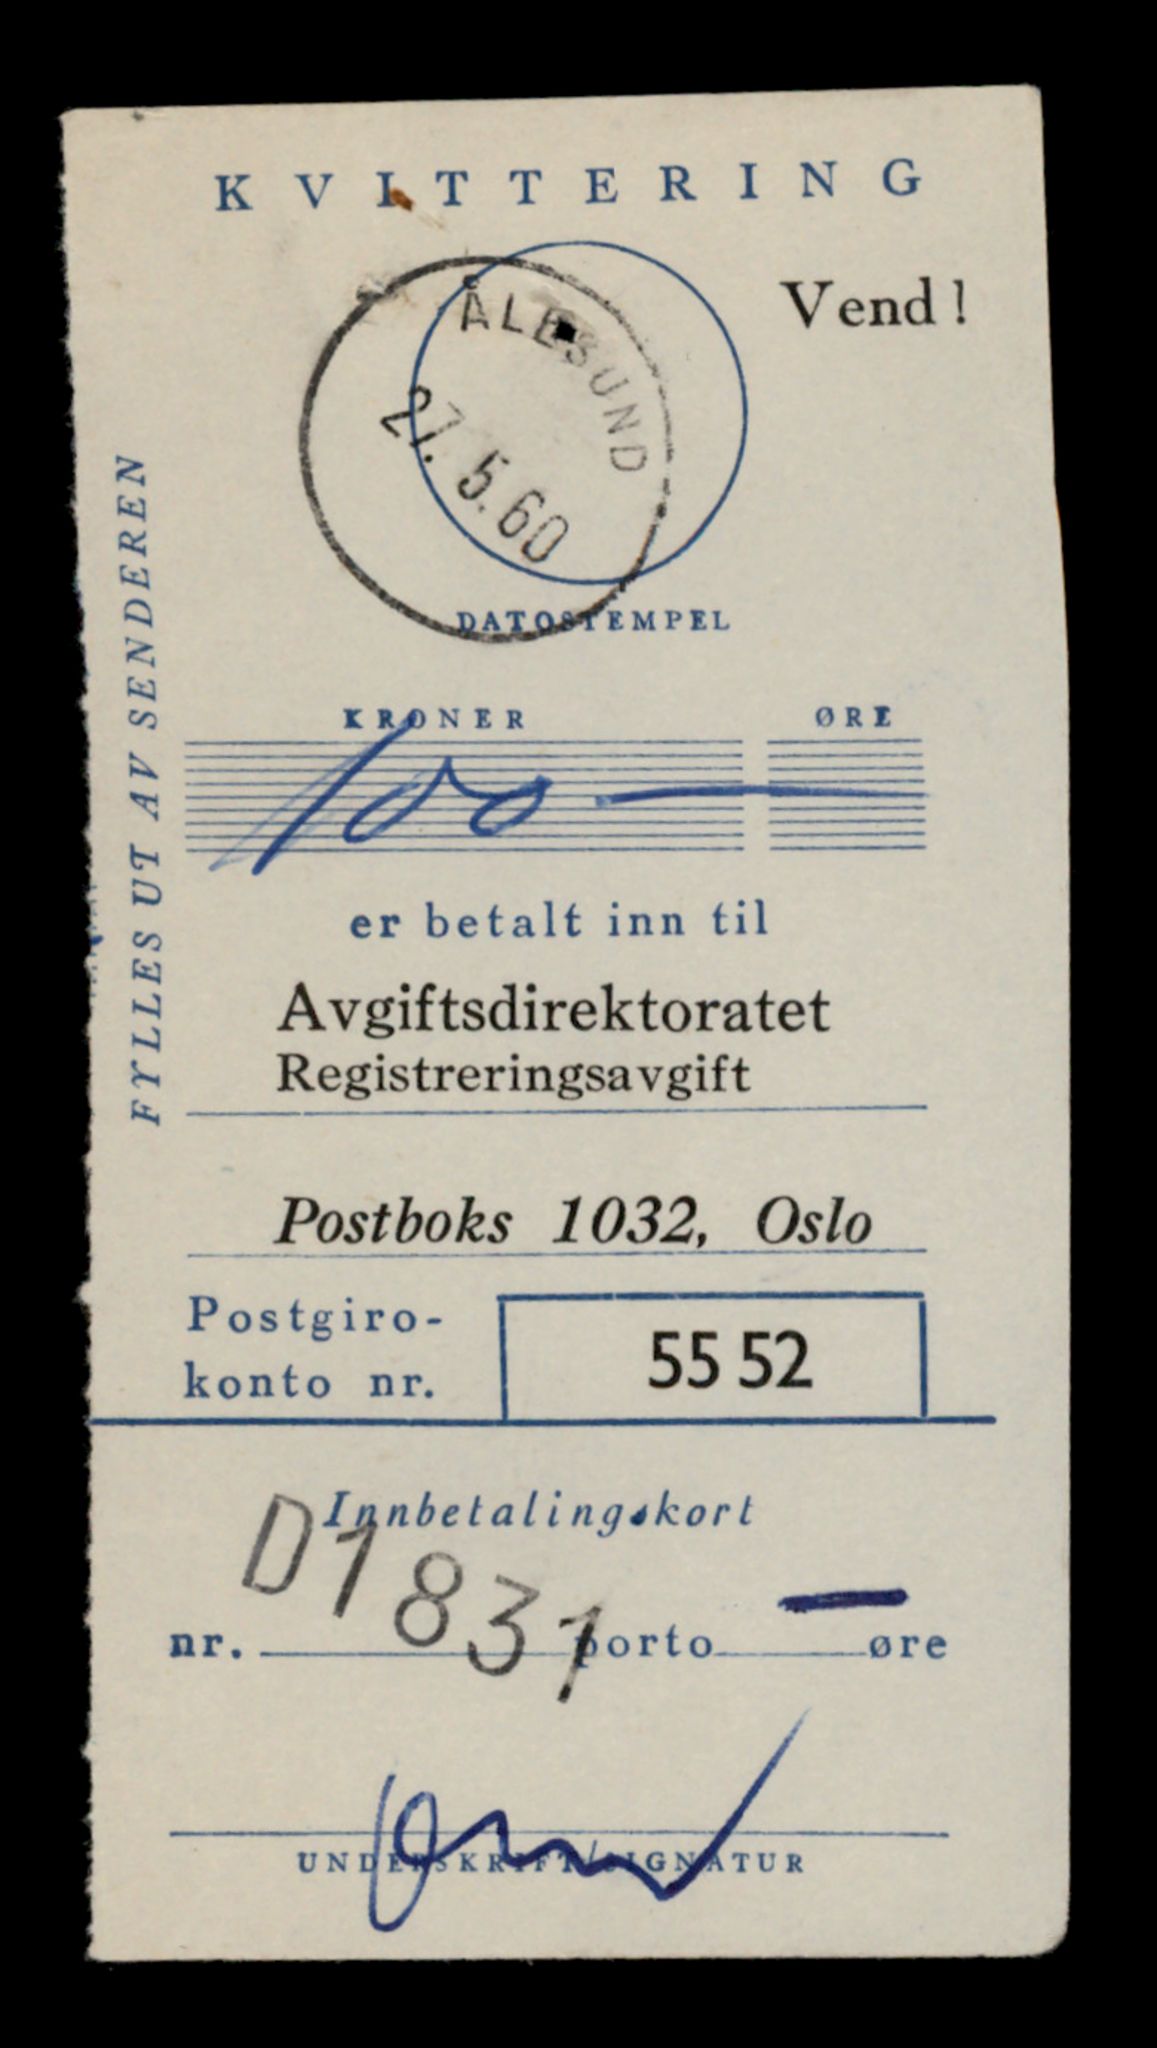 KVITTERING
Vend!
ÅLESUND
27.5.60
DATOSTEMPEL
FYLLES UT AV SENDEREN
KRONER ØRE
100 —
er betalt inn til
Avgiftsdirektoratet
Registreringsavgift
Postboks 1032, Oslo
Postgiro-
konto nr. 55 52
Innbetalingskort
D1831
nr. porto — øre
UNDERSKRIFT/SIGNATUR